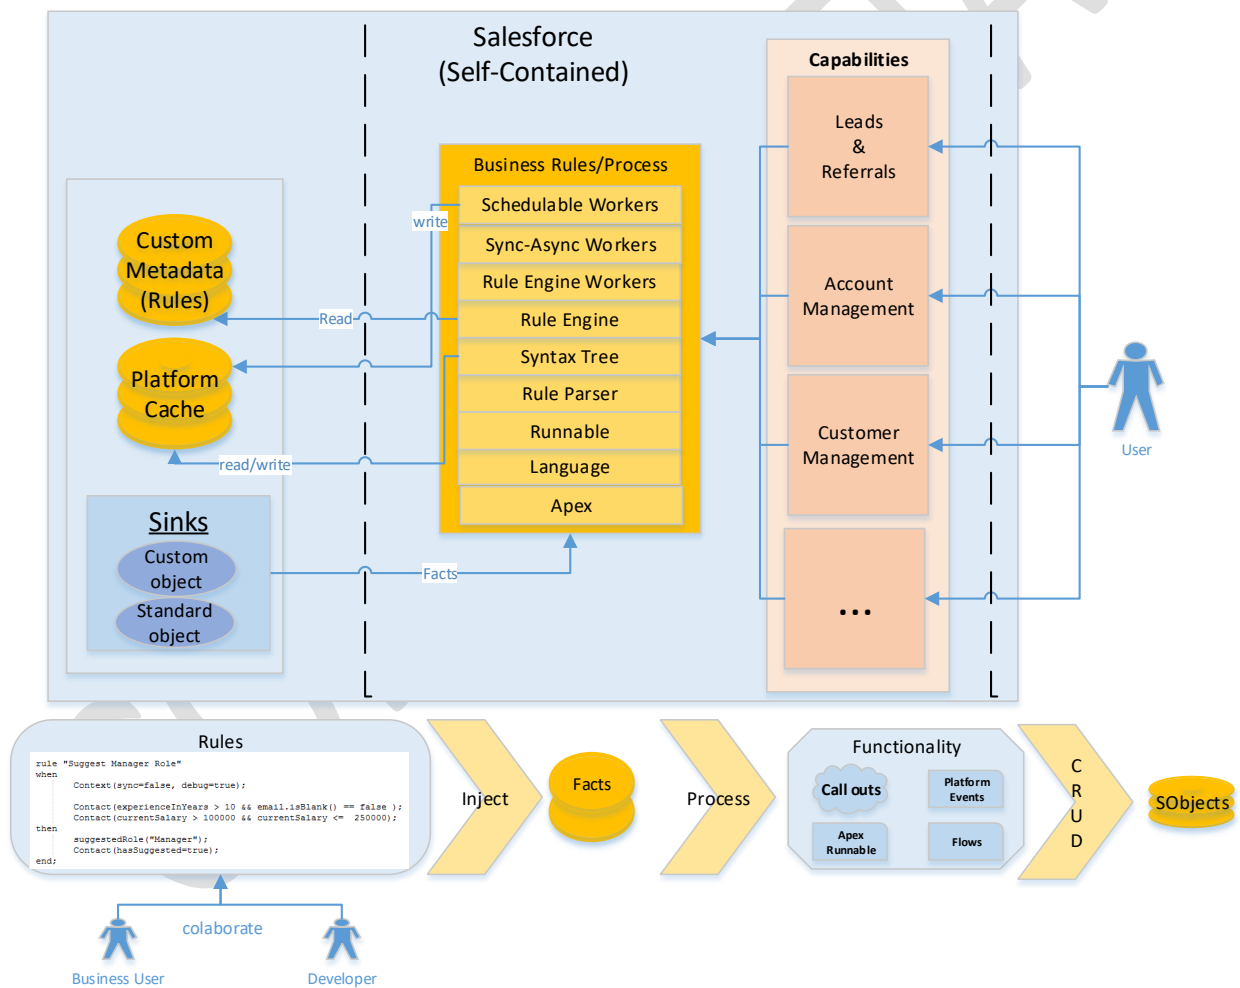 Salesforce
(Self-Contained)
Capabilities
Leads
&
Referrals
Account
Management
Customer
Management
...
User
Business Rules/Process
Schedulable Workers
Sync-Async Workers
Rule Engine Workers
Rule Engine
Syntax Tree
Rule Parser
Runnable
Language
Apex
write
Read
read/write
Facts
Custom
Metadata
(Rules)
Platform
Cache
Sinks
Custom
object
Standard
object
Rules
rule "Suggest Manager Role"
when
Context(sync=false, debug=true);
Contact(experienceInYears > 10 && email.isBlank() == false );
Contact(currentSalary > 100000 && currentSalary <= 250000);
then
suggestedRole("Manager");
Contact(hasSuggested=true);
end;
Inject
Facts
Process
Functionality
Call outs
Platform
Events
Apex
Runnable
Flows
C
R
U
D
SObjects
colaborate
Business User
Developer